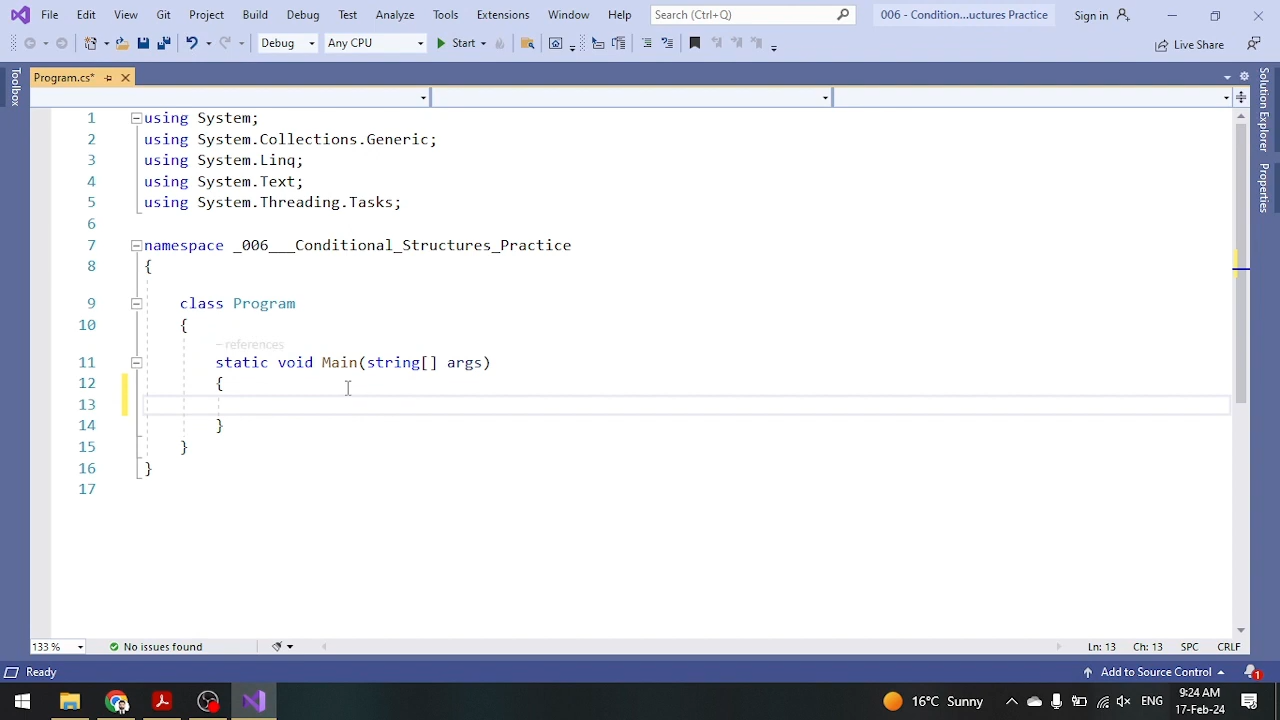 File Edit View Git Project Build Debug Test Analyze Tools Extensions Window Help Search (Ctrl+Q) 006 - Condition...uctures Practice Sign in
Debug Any CPU Start Live Share
Program.cs*
Toolbox
Solution Explorer
Properties
1 using System;
2 using System.Collections.Generic;
3 using System.Linq;
4 using System.Text;
5 using System.Threading.Tasks;
6
7 namespace _006___Conditional_Structures_Practice
8 {
9 class Program
10 {
– references
11 static void Main(string[] args)
12 {
13
14 }
15 }
16 }
17
133 % No issues found Ln: 13 Ch: 13 SPC CRLF
Ready Add to Source Control 1
16°C Sunny ENG 9:24 AM
17-Feb-24